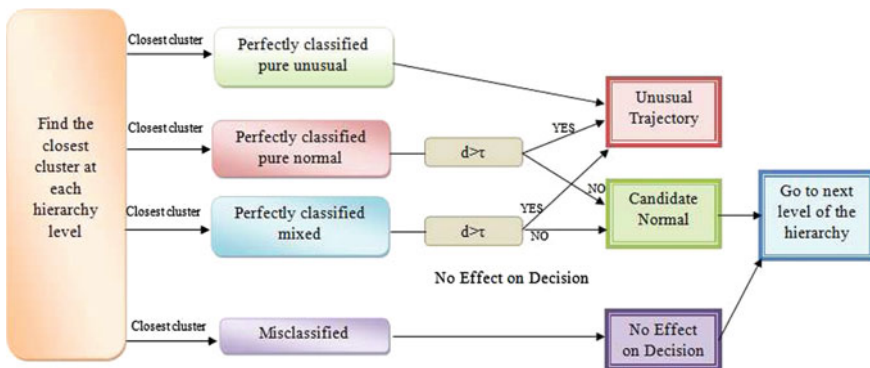 Find the
closest
cluster at
each
hierarchy
level
Closest cluster
Perfectly classified
pure unusual
Closest cluster
Perfectly classified
pure normal
d>τ
YES
NO
Unusual
Trajectory
Closest cluster
Perfectly classified
mixed
d>τ
YES
NO
Candidate
Normal
Go to next
level of the
hierarchy
No Effect on Decision
Closest cluster
Misclassified
No Effect
on Decision